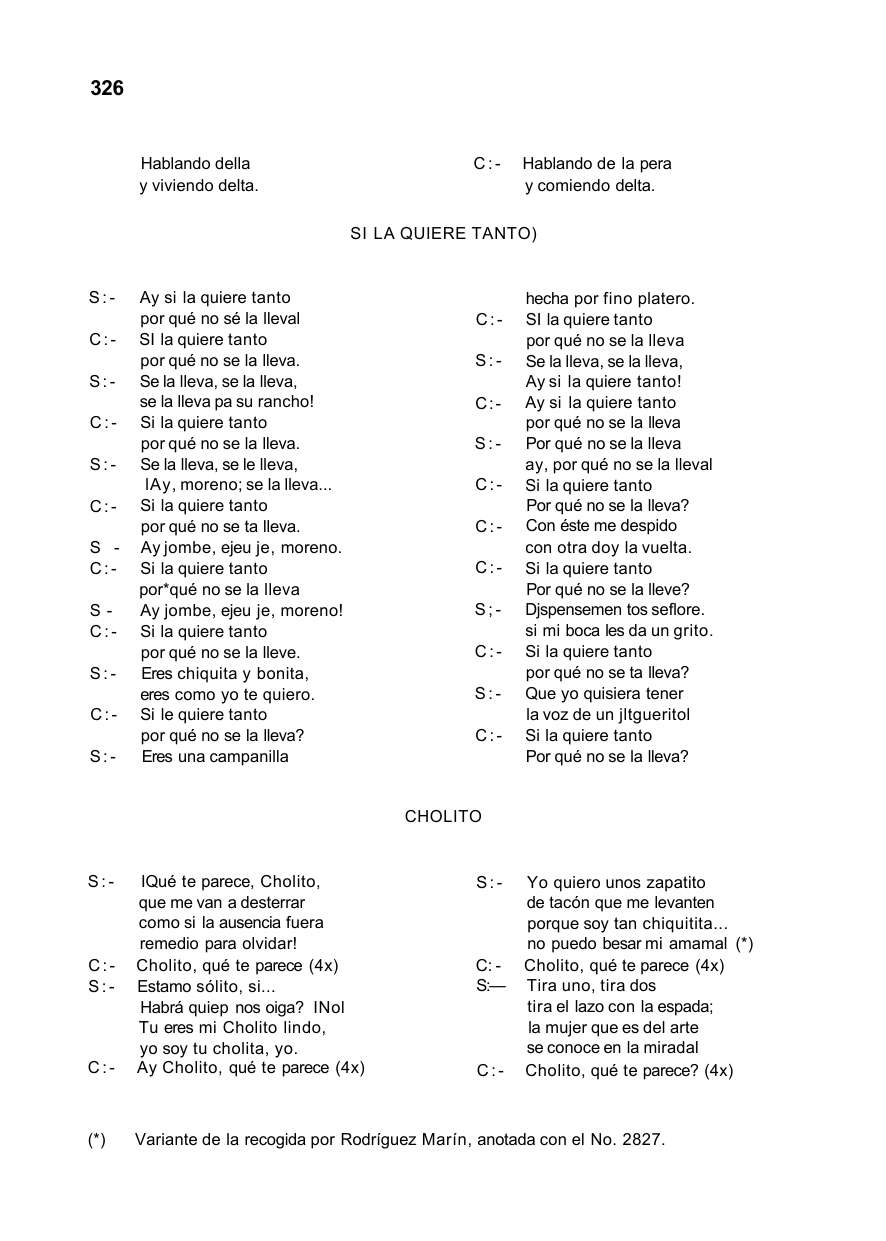 326
Hablando della
y viviendo delta.
C:- Hablando de la pera
y comiendo delta.
SI LA QUIERE TANTO)
S:- Ay si la quiere tanto
por qué no sé la lleval
C:- SI la quiere tanto
por qué no se la lleva.
S:- Se la lleva, se la lleva,
se la lleva pa su rancho!
C:- Si la quiere tanto
por qué no se la lleva.
S:- Se la lleva, se le lleva,
lAy, moreno; se la lleva...
C:- Si la quiere tanto
por qué no se ta lleva.
S - Ay jombe, ejeu je, moreno.
C:- Si la quiere tanto
por*qué no se la lleva
S - Ay jombe, ejeu je, moreno!
C:- Si la quiere tanto
por qué no se la lleve.
S:- Eres chiquita y bonita,
eres como yo te quiero.
C:- Si le quiere tanto
por qué no se la lleva?
S:- Eres una campanilla
hecha por fino platero.
C:- SI la quiere tanto
por qué no se la lleva
S:- Se la lleva, se la lleva,
Ay si la quiere tanto!
C:- Ay si la quiere tanto
por qué no se la lleva
S:- Por qué no se la lleva
ay, por qué no se la lleval
C:- Si la quiere tanto
Por qué no se la lleva?
C:- Con éste me despido
con otra doy la vuelta.
C:- Si la quiere tanto
Por qué no se la lleve?
S;- Djspensemen tos seflore.
si mi boca les da un grito.
C:- Si la quiere tanto
por qué no se ta lleva?
S:- Que yo quisiera tener
la voz de un jltgueritol
C:- Si la quiere tanto
Por qué no se la lleva?
CHOLITO
S:- IQué te parece, Cholito,
que me van a desterrar
como si la ausencia fuera
remedio para olvidar!
C:- Cholito, qué te parece (4x)
S:- Estamo sólito, si...
Habrá quiep nos oiga? INol
Tu eres mi Cholito lindo,
yo soy tu cholita, yo.
C:- Ay Cholito, qué te parece (4x)
S:- Yo quiero unos zapatito
de tacón que me levanten
porque soy tan chiquitita...
no puedo besar mi amamal (*)
C:- Cholito, qué te parece (4x)
S:— Tira uno, tira dos
tira el lazo con la espada;
la mujer que es del arte
se conoce en la miradal
C:- Cholito, qué te parece? (4x)
(*) Variante de la recogida por Rodríguez Marín, anotada con el No. 2827.